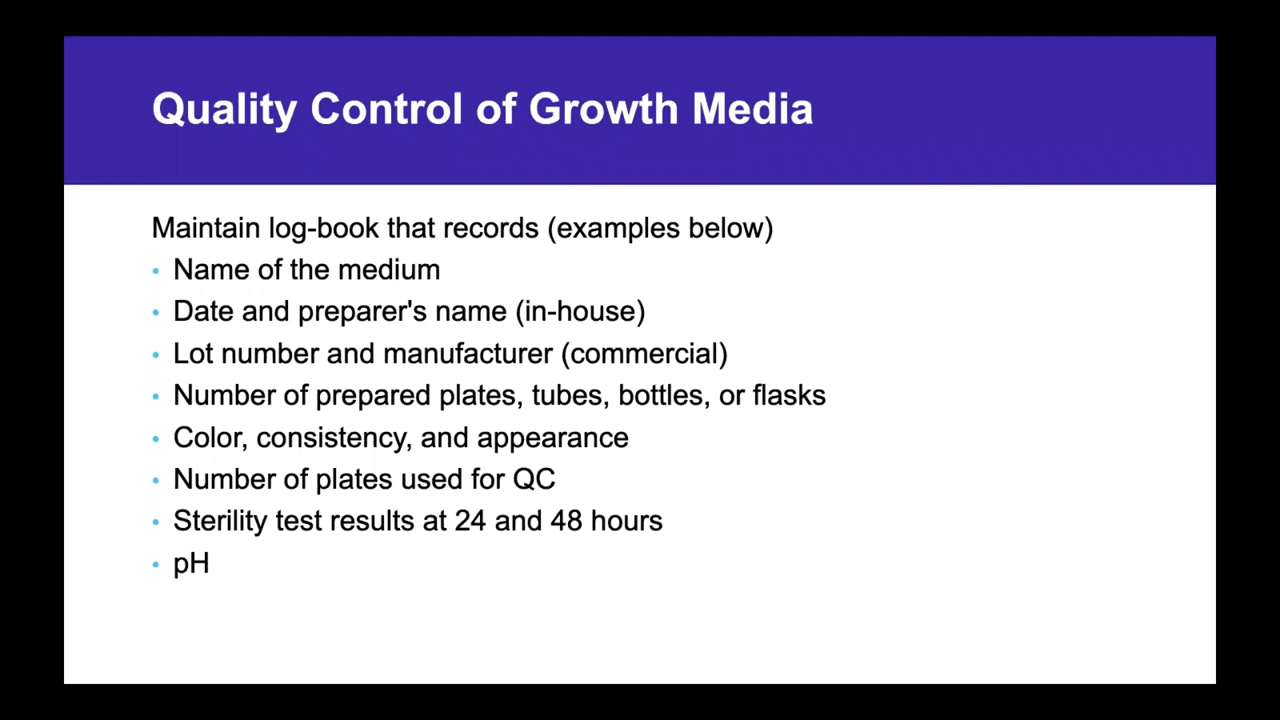 Quality Control of Growth Media
Maintain log-book that records (examples below)
• Name of the medium
• Date and preparer's name (in-house)
• Lot number and manufacturer (commercial)
• Number of prepared plates, tubes, bottles, or flasks
• Color, consistency, and appearance
• Number of plates used for QC
• Sterility test results at 24 and 48 hours
• pH